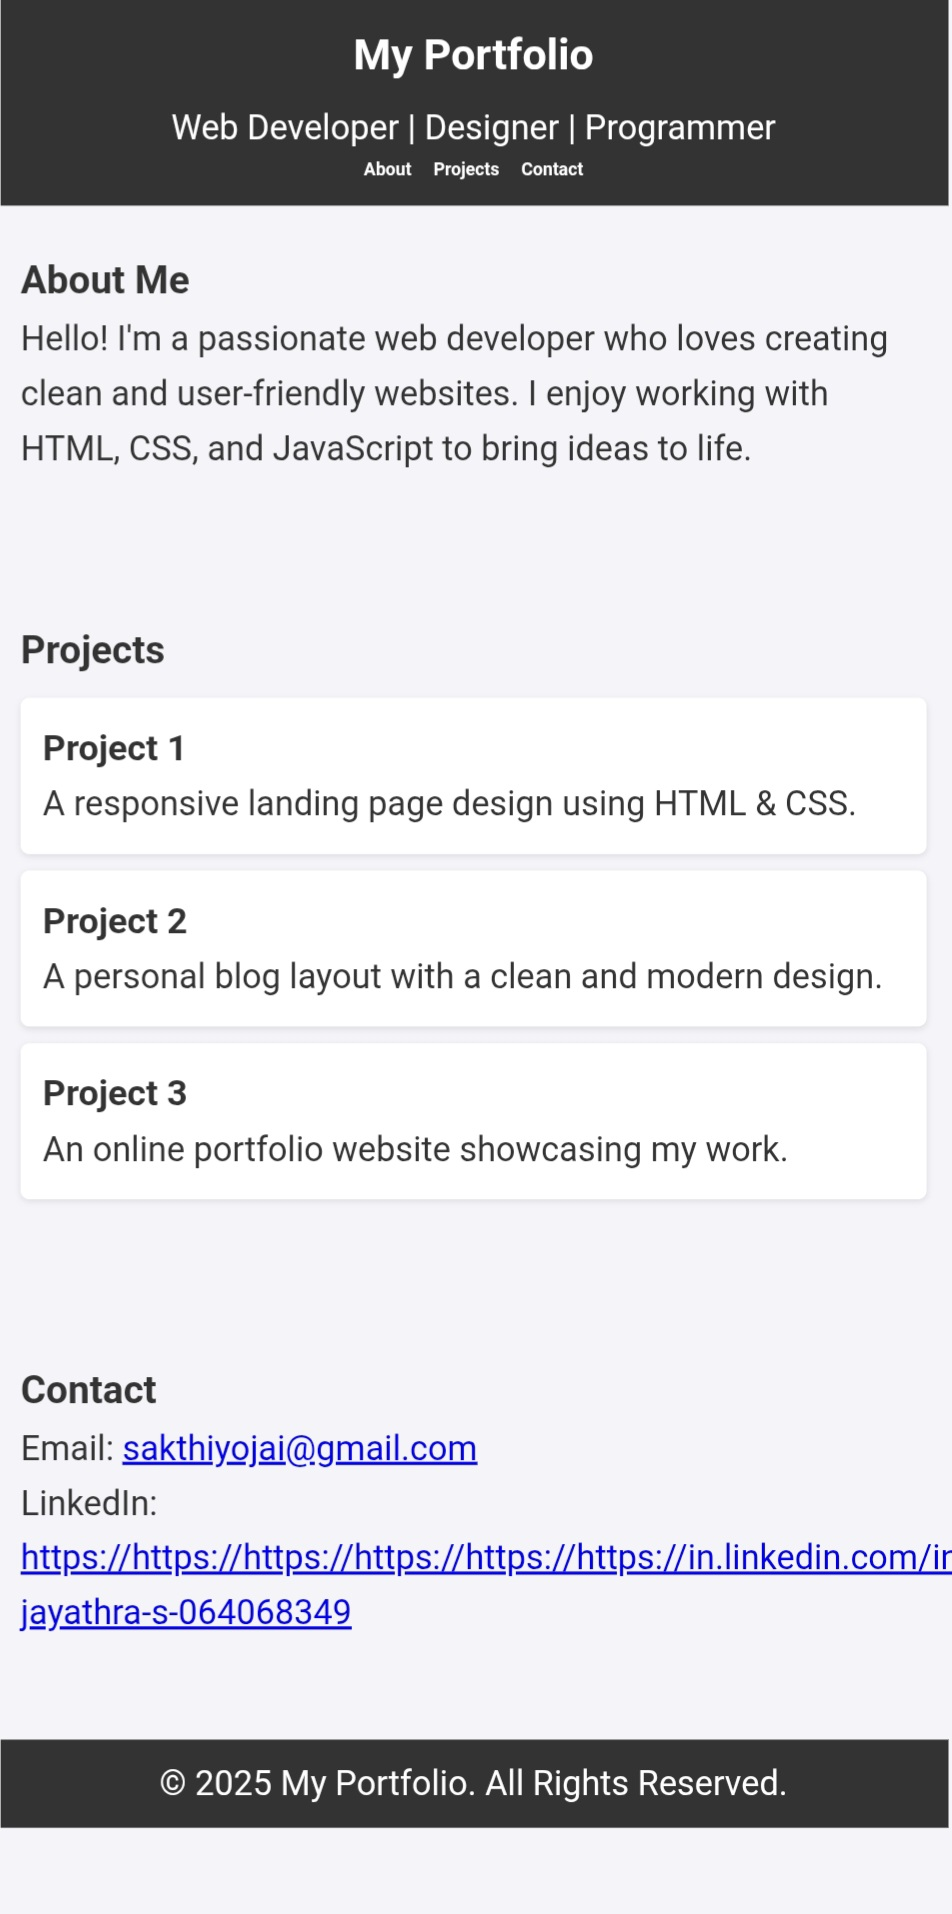 My Portfolio
Web Developer | Designer | Programmer
About Projects Contact
About Me
Hello! I'm a passionate web developer who loves creating
clean and user-friendly websites. I enjoy working with
HTML, CSS, and JavaScript to bring ideas to life.
Projects
Project 1
A responsive landing page design using HTML & CSS.
Project 2
A personal blog layout with a clean and modern design.
Project 3
An online portfolio website showcasing my work.
Contact
Email: sakthiyojai@gmail.com
LinkedIn:
https://https://https://https://https://https://in.linkedin.com/in
jayathra-s-064068349
© 2025 My Portfolio. All Rights Reserved.